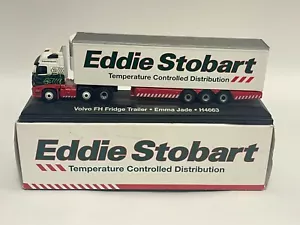 Eddie Stobart
Temperature Controlled Distribution
Volvo FH Fridge Trailer • Emma Jade • H4663
Eddie Stobart
Temperature Controlled Distribution